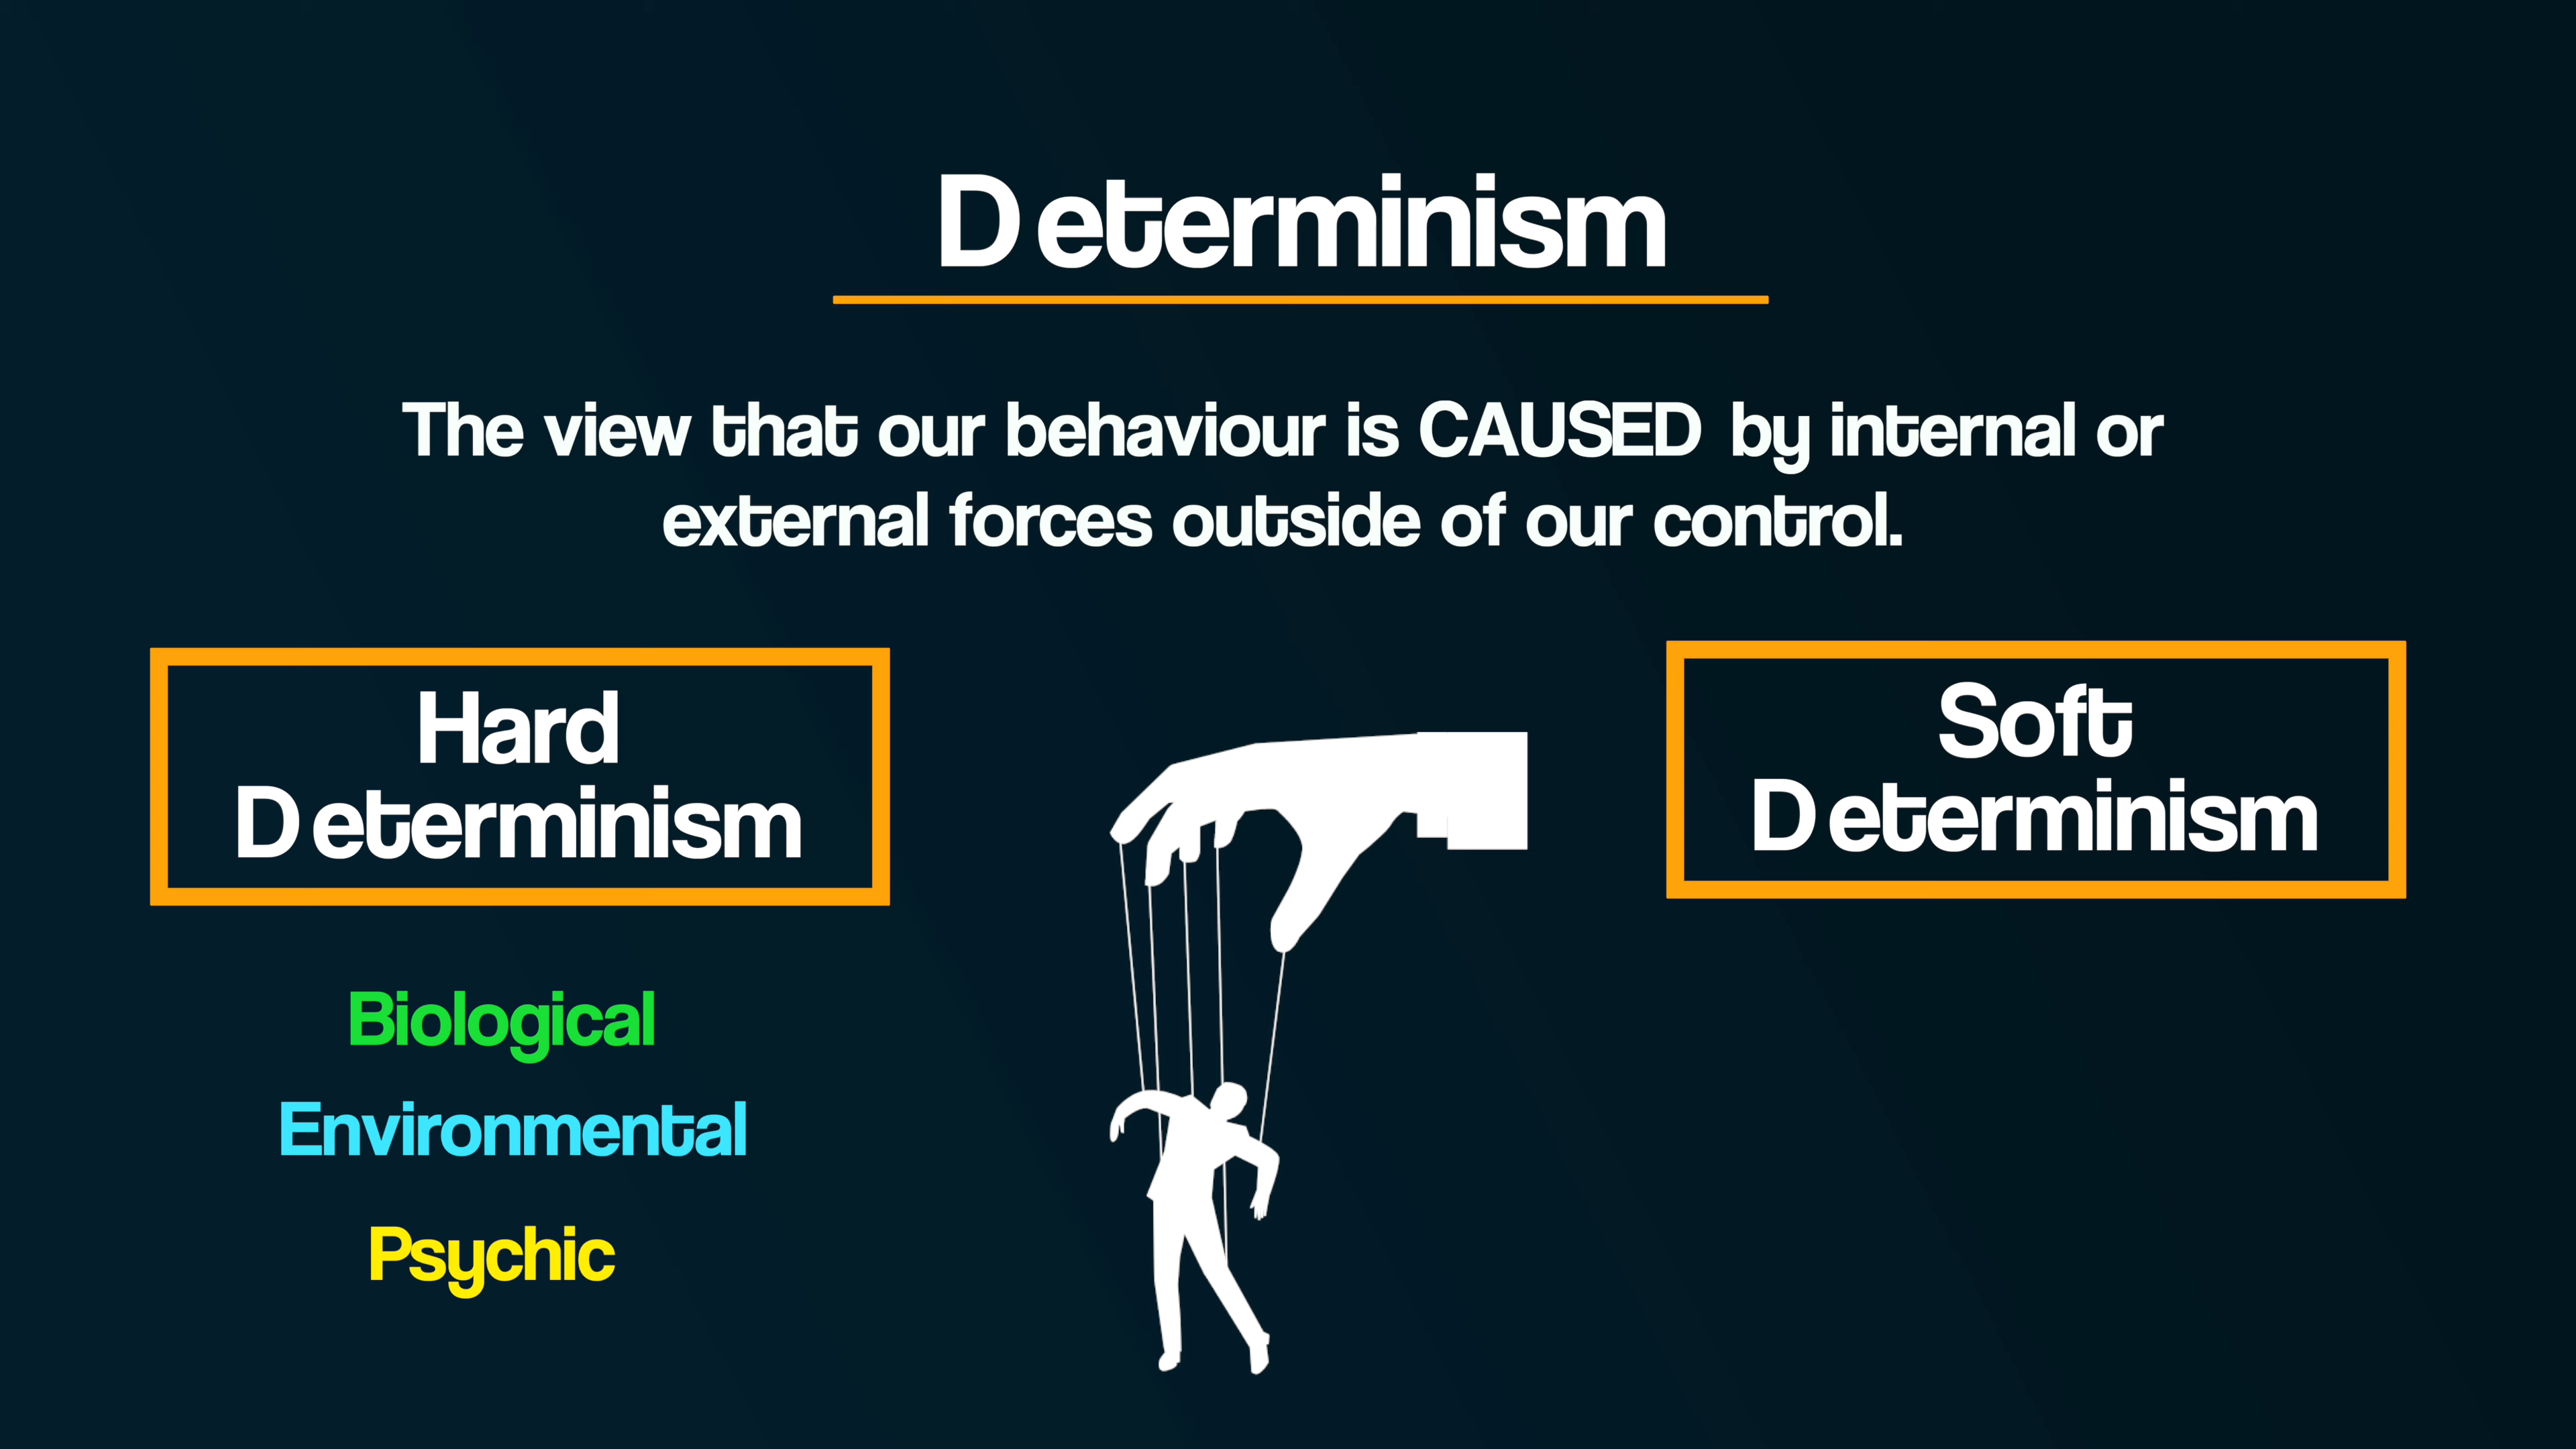 Determinism
The view that our behaviour is CAUSED by internal or
external forces outside of our control.
Hard
Determinism
Soft
Determinism
Biological
Environmental
Psychic